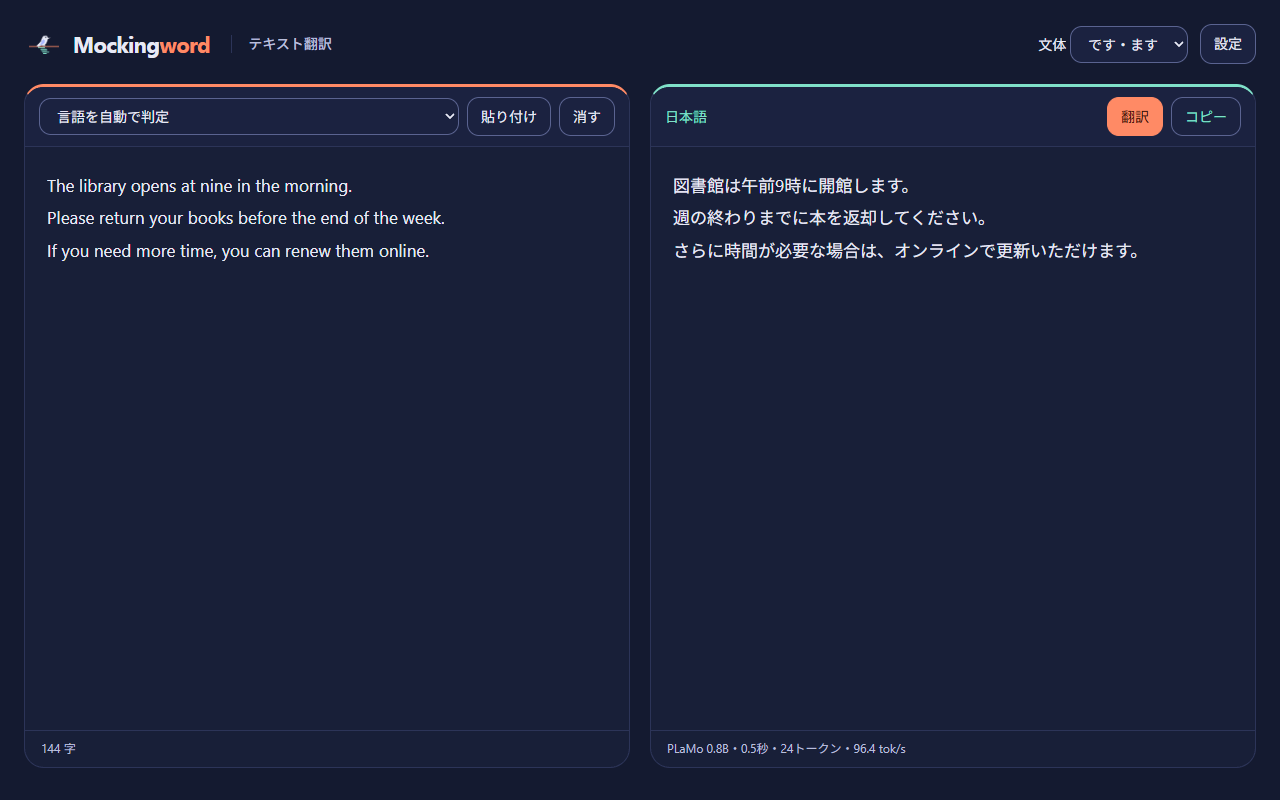 Mockingword
テキスト翻訳
文体
です・ます
設定
言語を自動で判定
貼り付け
消す
The library opens at nine in the morning.
Please return your books before the end of the week.
If you need more time, you can renew them online.
144 字
日本語
翻訳
コピー
図書館は午前9時に開館します。
週の終わりまでに本を返却してください。
さらに時間が必要な場合は、オンラインで更新いただけます。
PLaMo 0.8B・0.5秒・24トークン・96.4 tok/s